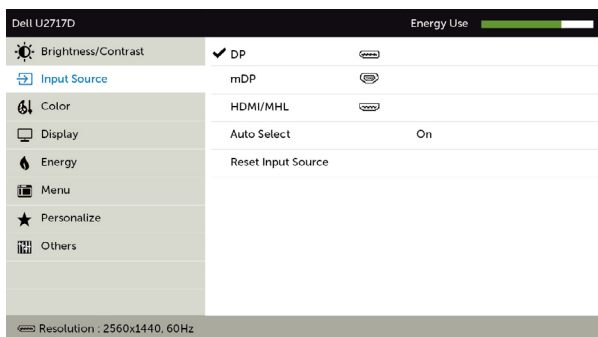 Dell U2717D
Energy Use
Brightness/Contrast
Input Source
Color
Display
Energy
Menu
Personalize
Others
DP
mDP
HDMI/MHL
Auto Select On
Reset Input Source
Resolution : 2560x1440, 60Hz